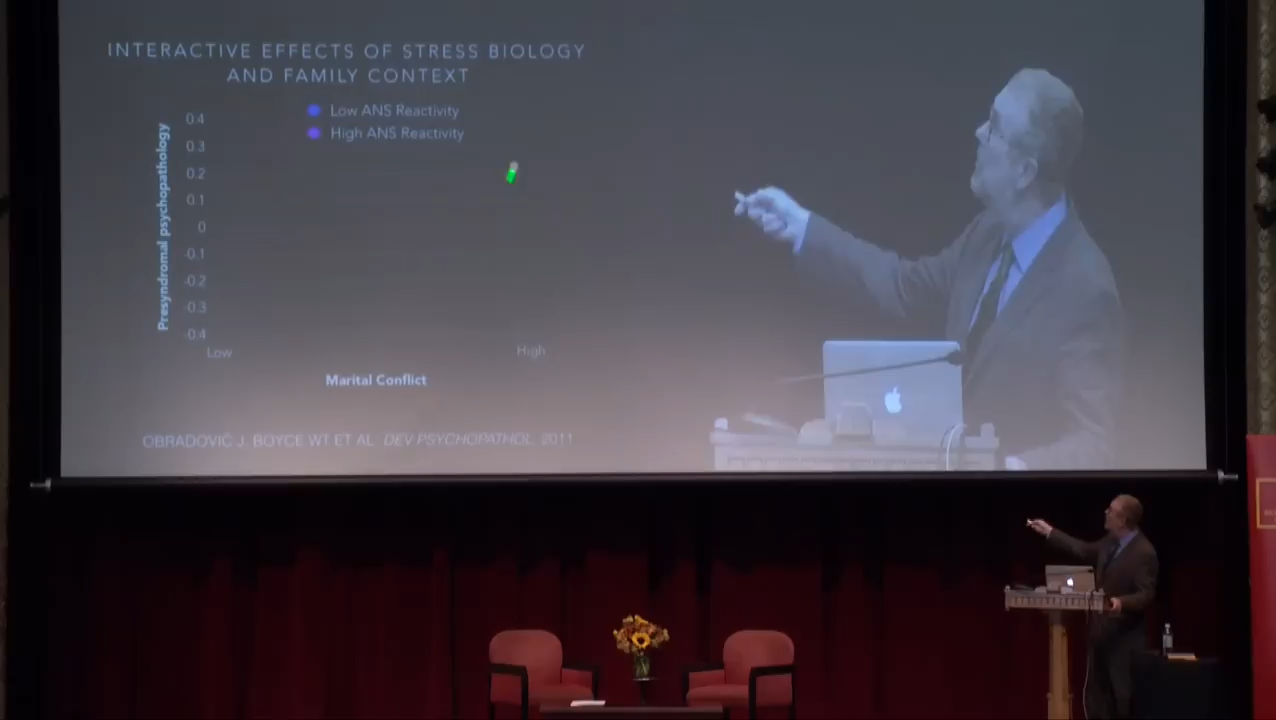 INTERACTIVE EFFECTS OF STRESS BIOLOGY
AND FAMILY CONTEXT
Low ANS Reactivity
High ANS Reactivity
Presyndromal psychopathology
0.4
0.3
0.2
0.1
0
-0.1
-0.2
-0.3
-0.4
Low
High
Marital Conflict
OBRADOVIĆ J, BOYCE WT ET AL DEV PSYCHOPATHOL, 2011